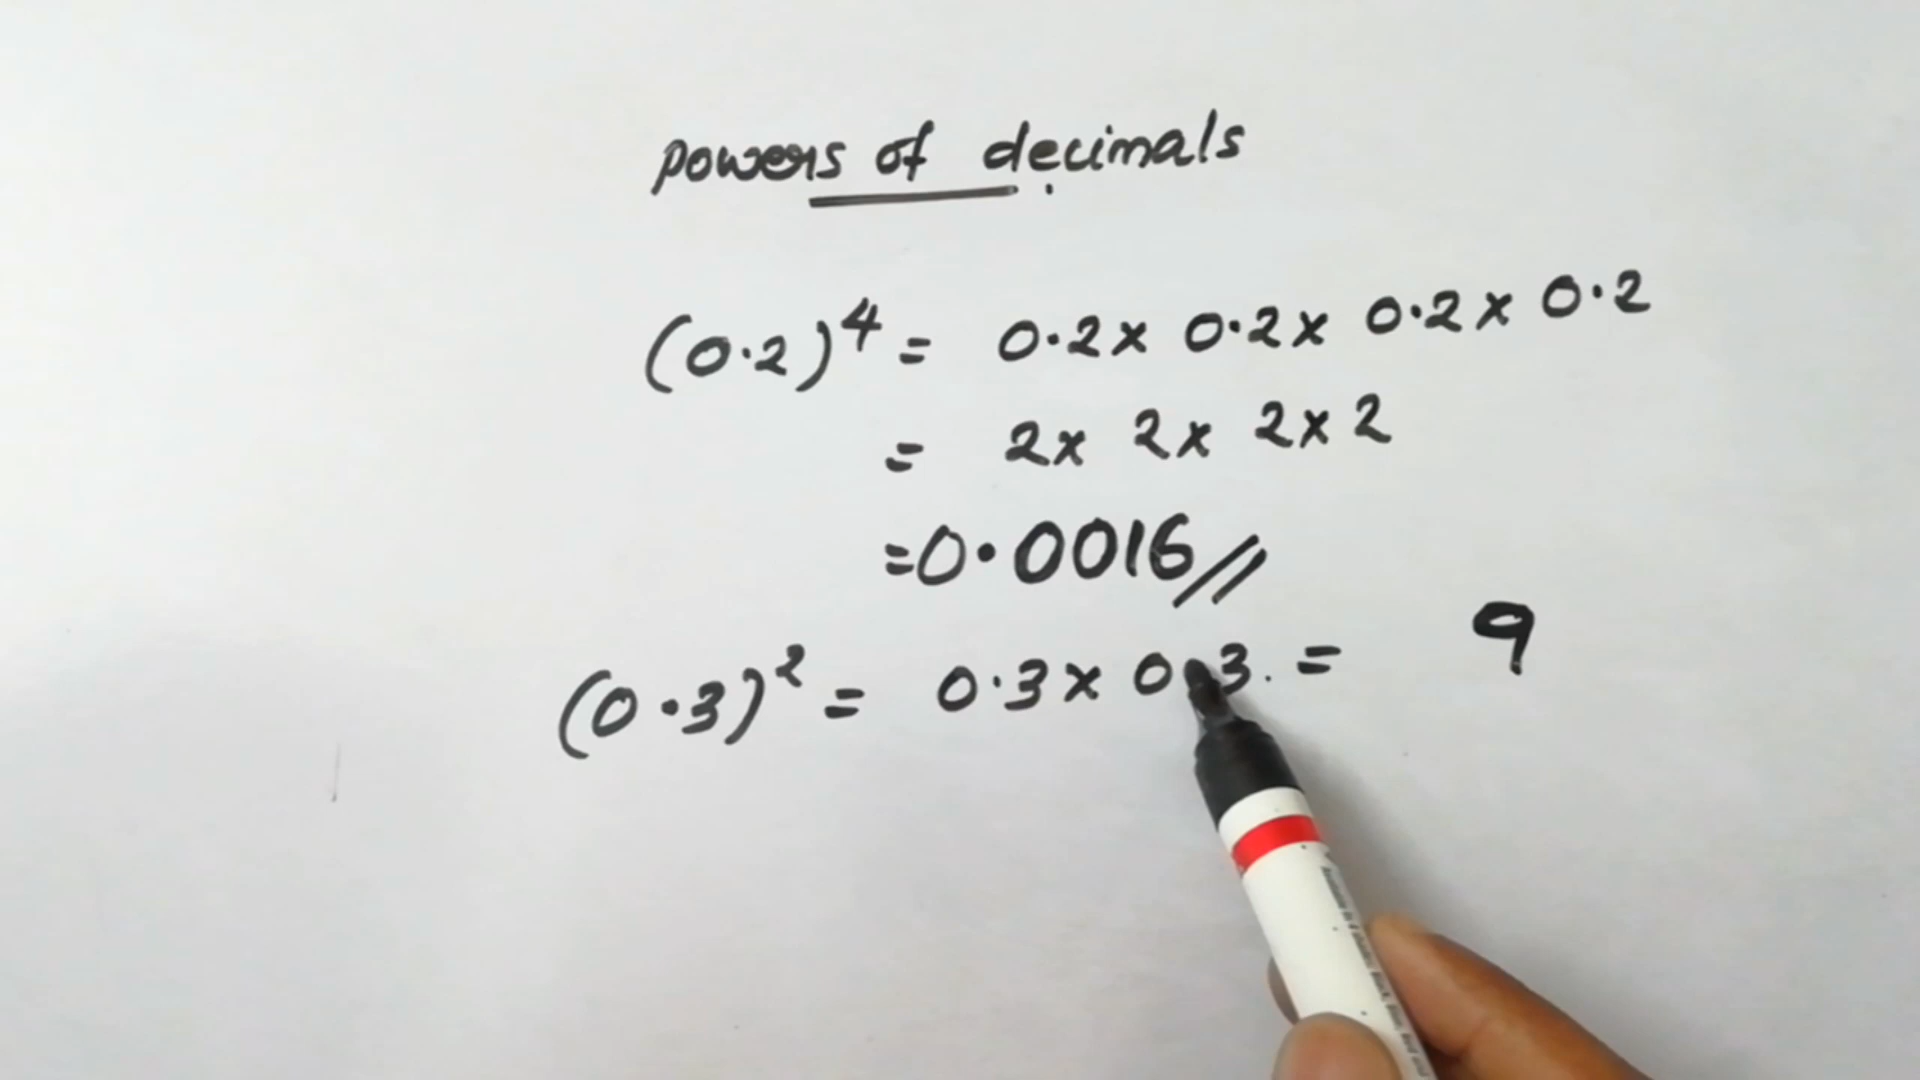 powers of decimals
(0.2)⁴ = 0.2 x 0.2 x 0.2 x 0.2
= 2 x 2 x 2 x 2
= 0.0016//
(0.3)² = 0.3 x 0.3. = 9